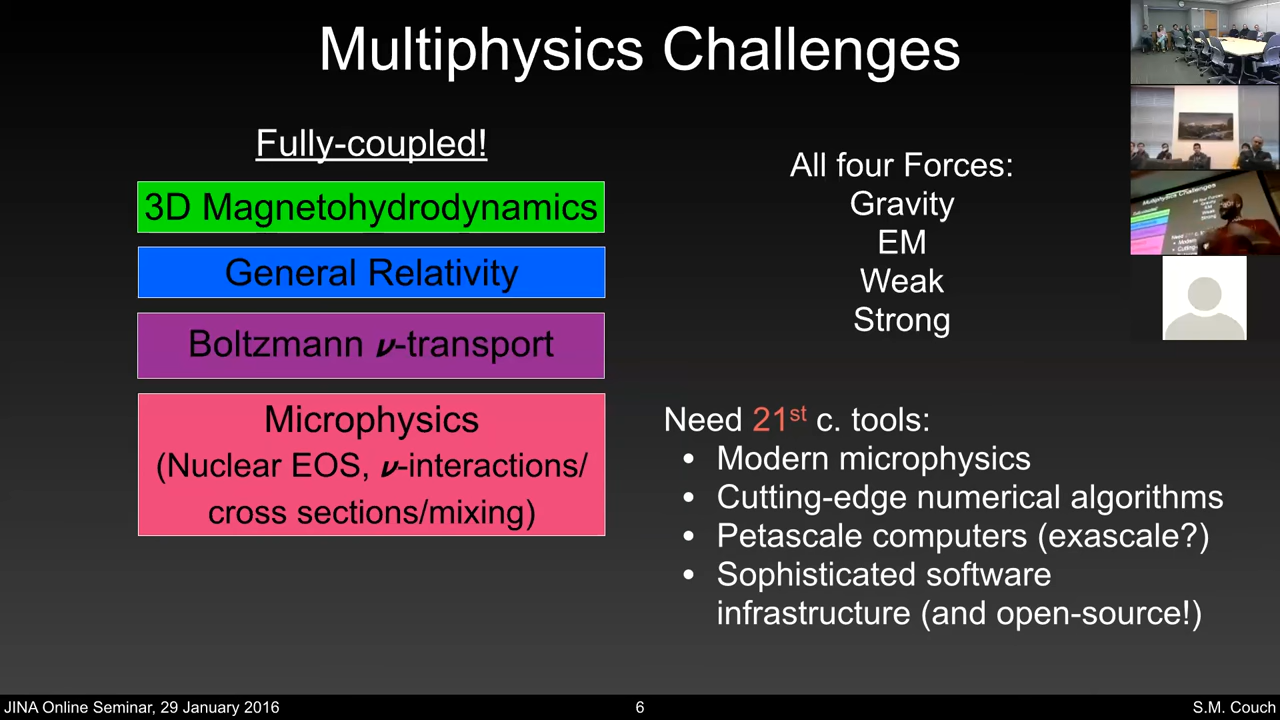 Multiphysics Challenges
Fully-coupled!
3D Magnetohydrodynamics
General Relativity
Boltzmann 𝝂-transport
Microphysics
(Nuclear EOS, 𝝂-interactions/
cross sections/mixing)
All four Forces:
Gravity
EM
Weak
Strong
Need 21st c. tools:
• Modern microphysics
• Cutting-edge numerical algorithms
• Petascale computers (exascale?)
• Sophisticated software
infrastructure (and open-source!)
Multiphysics Challenges
JINA Online Seminar, 29 January 2016
6
S.M. Couch